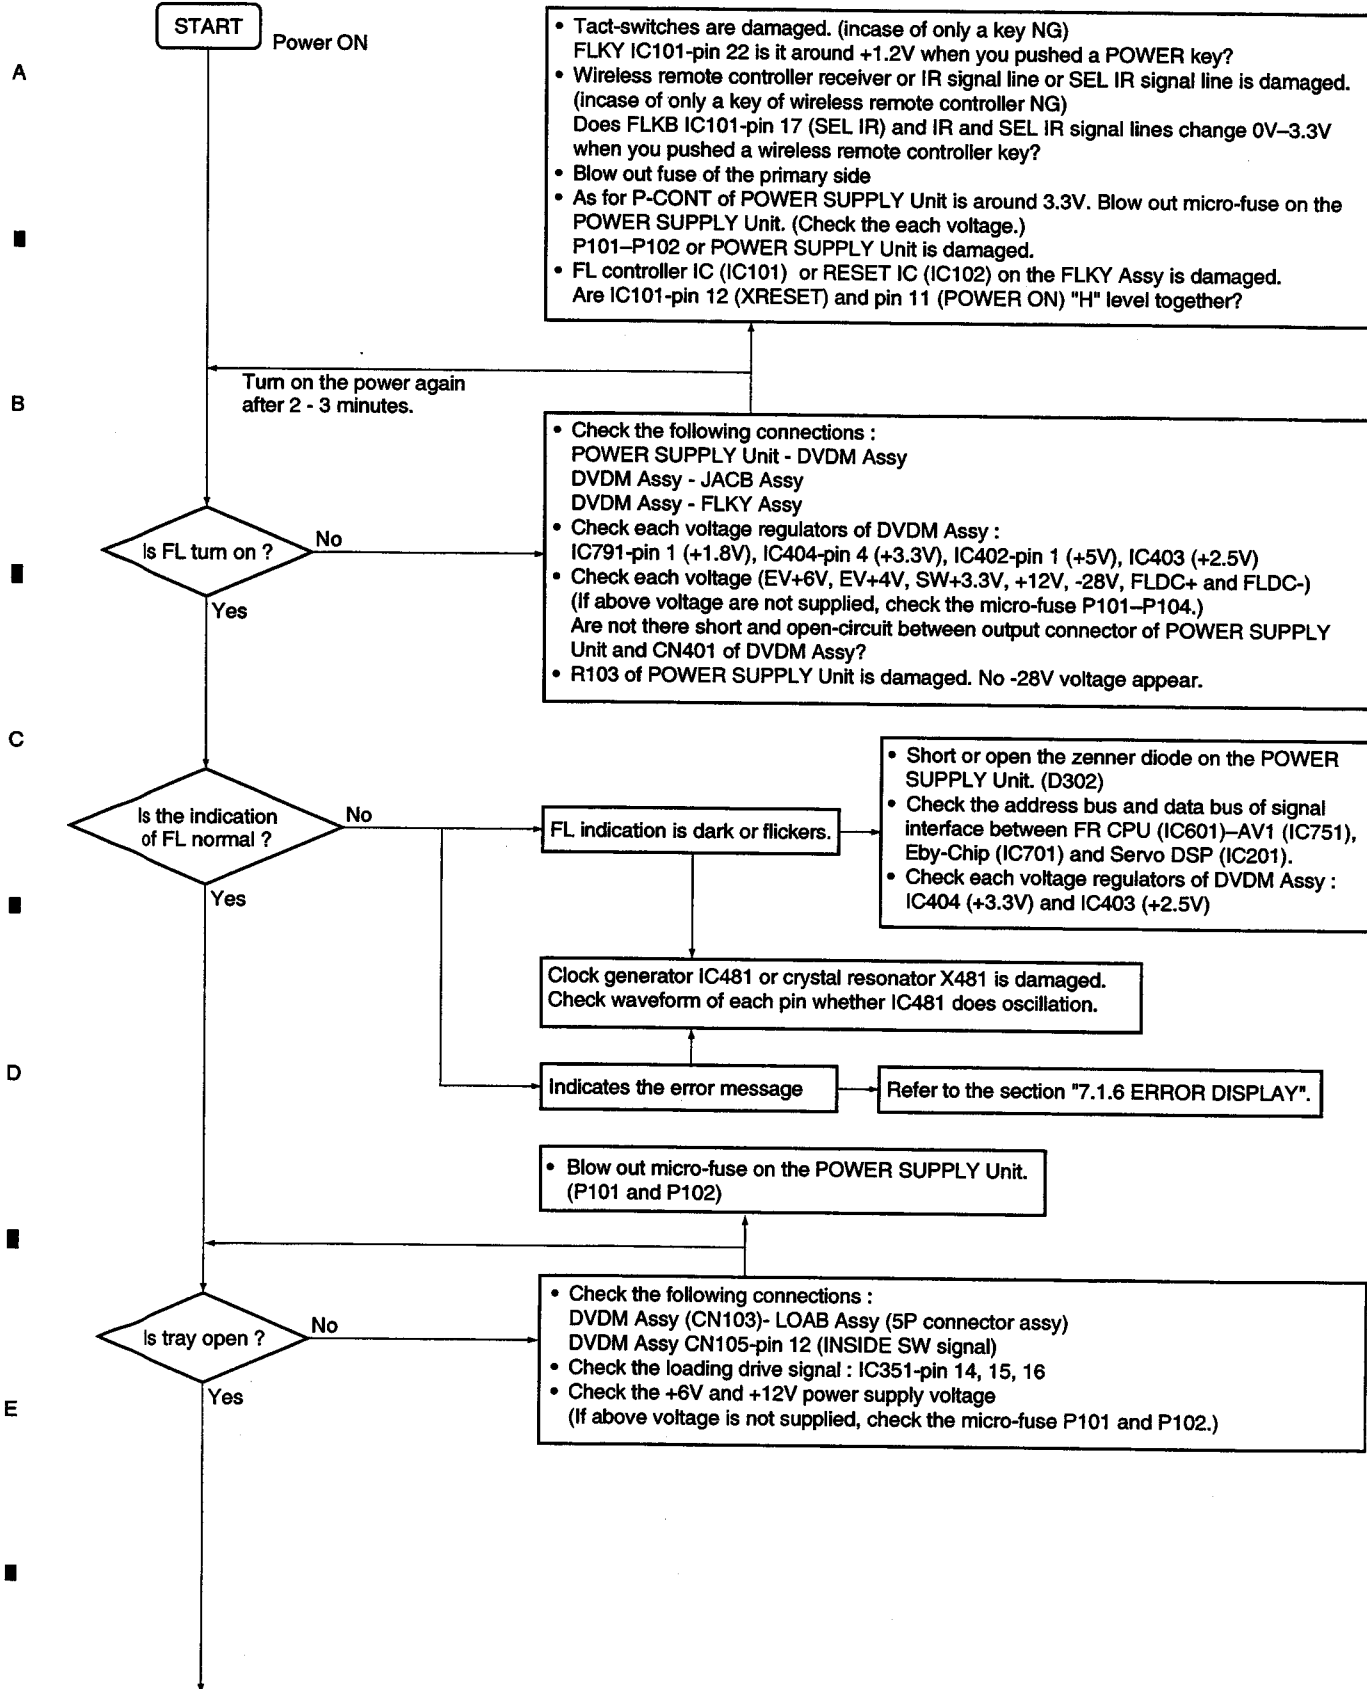 START
Power ON
• Tact-switches are damaged. (incase of only a key NG)
FLKY IC101-pin 22 is it around +1.2V when you pushed a POWER key?
• Wireless remote controller receiver or IR signal line or SEL IR signal line is damaged.
(incase of only a key of wireless remote controller NG)
Does FLKB IC101-pin 17 (SEL IR) and IR and SEL IR signal lines change 0V–3.3V
when you pushed a wireless remote controller key?
• Blow out fuse of the primary side
• As for P-CONT of POWER SUPPLY Unit is around 3.3V. Blow out micro-fuse on the
POWER SUPPLY Unit. (Check the each voltage.)
P101–P102 or POWER SUPPLY Unit is damaged.
• FL controller IC (IC101) or RESET IC (IC102) on the FLKY Assy is damaged.
Are IC101-pin 12 (XRESET) and pin 11 (POWER ON) "H" level together?
A
Turn on the power again
after 2 - 3 minutes.
B
• Check the following connections :
POWER SUPPLY Unit - DVDM Assy
DVDM Assy - JACB Assy
DVDM Assy - FLKY Assy
• Check each voltage regulators of DVDM Assy :
IC791-pin 1 (+1.8V), IC404-pin 4 (+3.3V), IC402-pin 1 (+5V), IC403 (+2.5V)
• Check each voltage (EV+6V, EV+4V, SW+3.3V, +12V, -28V, FLDC+ and FLDC-)
(If above voltage are not supplied, check the micro-fuse P101–P104.)
Are not there short and open-circuit between output connector of POWER SUPPLY
Unit and CN401 of DVDM Assy?
• R103 of POWER SUPPLY Unit is damaged. No -28V voltage appear.
Is FL turn on ?
No
Yes
C
Is the indication
of FL normal ?
No
Yes
FL indication is dark or flickers.
• Short or open the zenner diode on the POWER
SUPPLY Unit. (D302)
• Check the address bus and data bus of signal
interface between FR CPU (IC601)–AV1 (IC751),
Eby-Chip (IC701) and Servo DSP (IC201).
• Check each voltage regulators of DVDM Assy :
IC404 (+3.3V) and IC403 (+2.5V)
Clock generator IC481 or crystal resonator X481 is damaged.
Check waveform of each pin whether IC481 does oscillation.
D
Indicates the error message
Refer to the section "7.1.6 ERROR DISPLAY".
• Blow out micro-fuse on the POWER SUPPLY Unit.
(P101 and P102)
Is tray open ?
No
Yes
• Check the following connections :
DVDM Assy (CN103)- LOAB Assy (5P connector assy)
DVDM Assy CN105-pin 12 (INSIDE SW signal)
• Check the loading drive signal : IC351-pin 14, 15, 16
• Check the +6V and +12V power supply voltage
(If above voltage is not supplied, check the micro-fuse P101 and P102.)
E